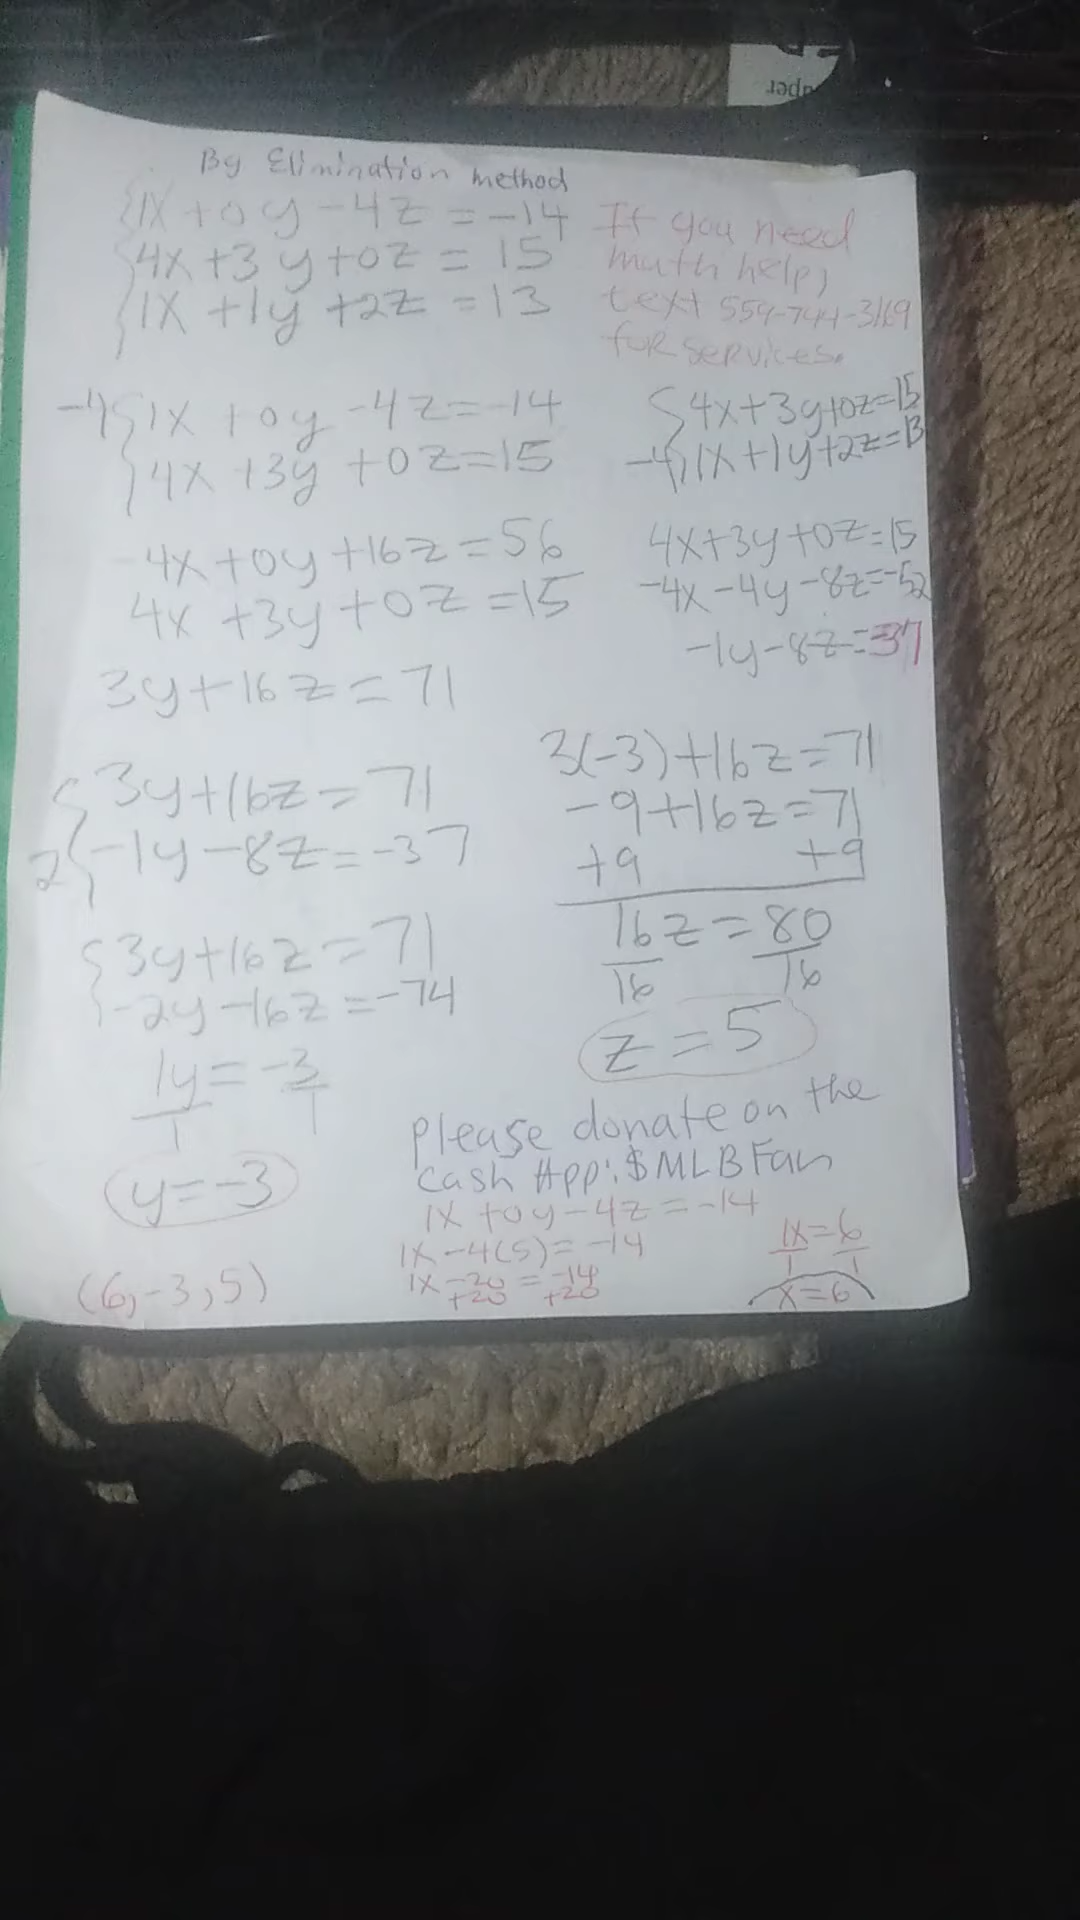 By Elimination method
1x + 0y - 4z = -14
4x + 3y + 0z = 15
1x + 1y + 2z = 13
If you need
math help,
text 559-744-3169
for services.
-4 1x + 0y - 4z = -14
4x + 3y + 0z = 15
4x + 3y + 0z = 15
-4 1x + 1y + 2z = 13
-4x + 0y + 16z = 56
4x + 3y + 0z = 15
3y + 16z = 71
4x + 3y + 0z = 15
-4x - 4y - 8z = -52
-1y - 8z = -37
3y + 16z = 71
2 -1y - 8z = -37
3y + 16z = 71
-2y - 16z = -74
1y = -3
1 1
y = -3
3(-3) + 16z = 71
-9 + 16z = 71
+9 +9
16z = 80
16 16
z = 5
Please donate on the
Cash App: $MLBFan
1x + 0y - 4z = -14
1x - 4(5) = -14
1x - 20 = -14
+20 +20
1x = 6
1 1
x = 6
(6, -3, 5)